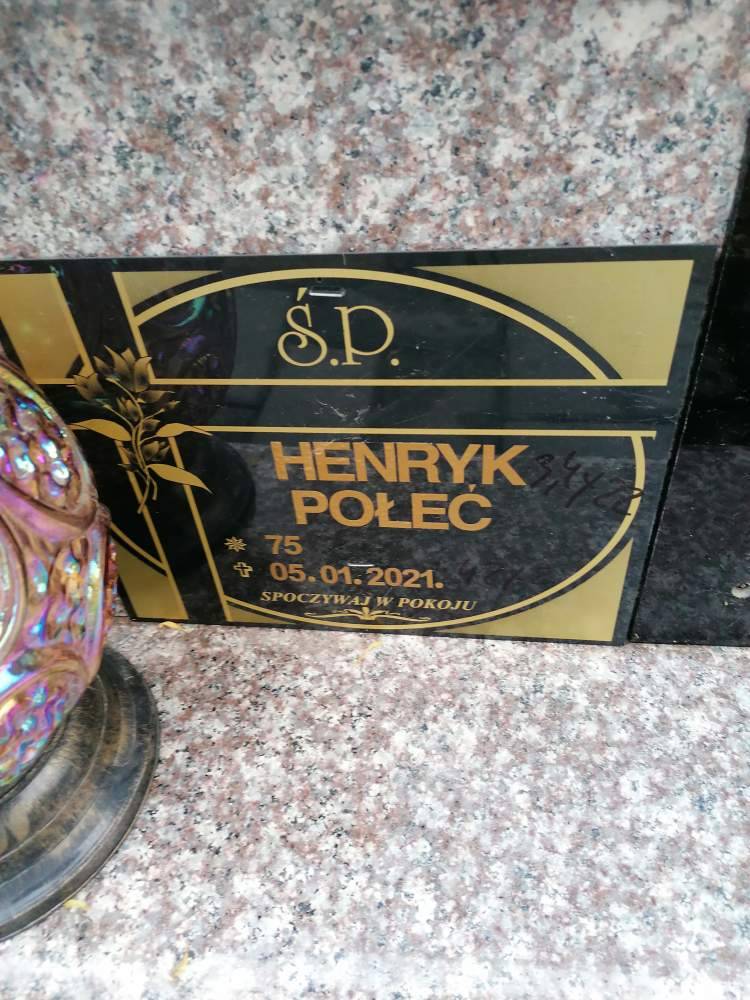 Ś.P.
HENRYK
POŁEĆ
75
05.01.2021.
SPOCZYWAJ W POKOJU